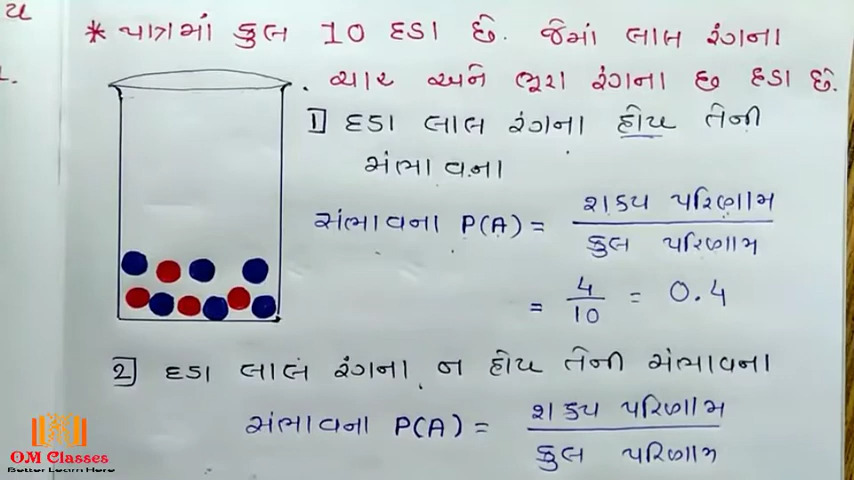 ય
* પાત્રમાં કુલ 10 દડા છે. જેમાં લાલ રંગના
ચાર અને ભૂરા રંગના છ દડા છે.
1] દડા લાલ રંગના હોય તેની
સંભાવના
સંભાવના P(A) = શક્ય પરિણામ
કુલ પરિણામ
= 4/10 = 0.4
2] દડા લાલ રંગના ન હોય તેની સંભાવના
સંભાવના P(A) = શક્ય પરિણામ
કુલ પરિણામ
OM Classes
Better Learn Here